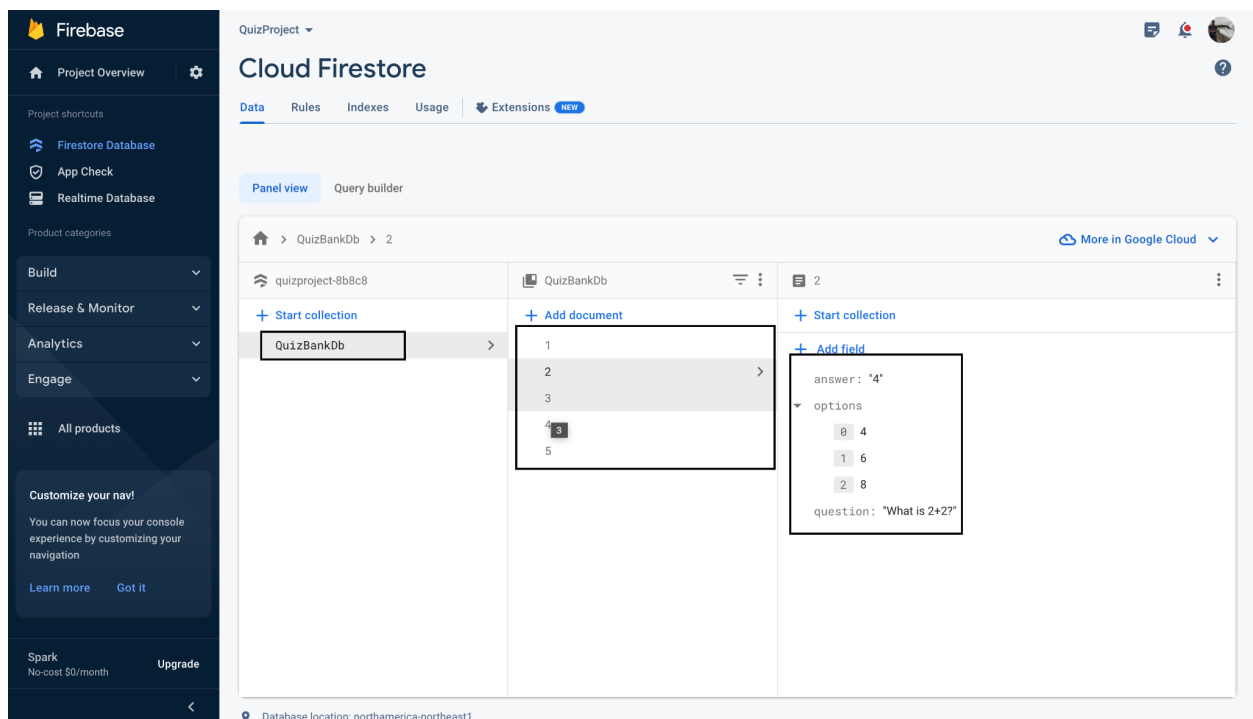 Firebase
Project Overview
Project shortcuts
Firestore Database
App Check
Realtime Database
Product categories
Build
Release & Monitor
Analytics
Engage
All products
Customize your nav!
You can now focus your console
experience by customizing your
navigation
Learn more Got it
Spark
No-cost $0/month
Upgrade
QuizProject
Cloud Firestore
Data Rules Indexes Usage Extensions NEW
Panel view Query builder
QuizBankDb > 2
More in Google Cloud
quizproject-8b8c8
+ Start collection
QuizBankDb
QuizBankDb
+ Add document
1
2
3
4
3
5
2
+ Start collection
+ Add field
answer: "4"
options
0 4
1 6
2 8
question: "What is 2+2?"
Database location: northamerica-northeast1